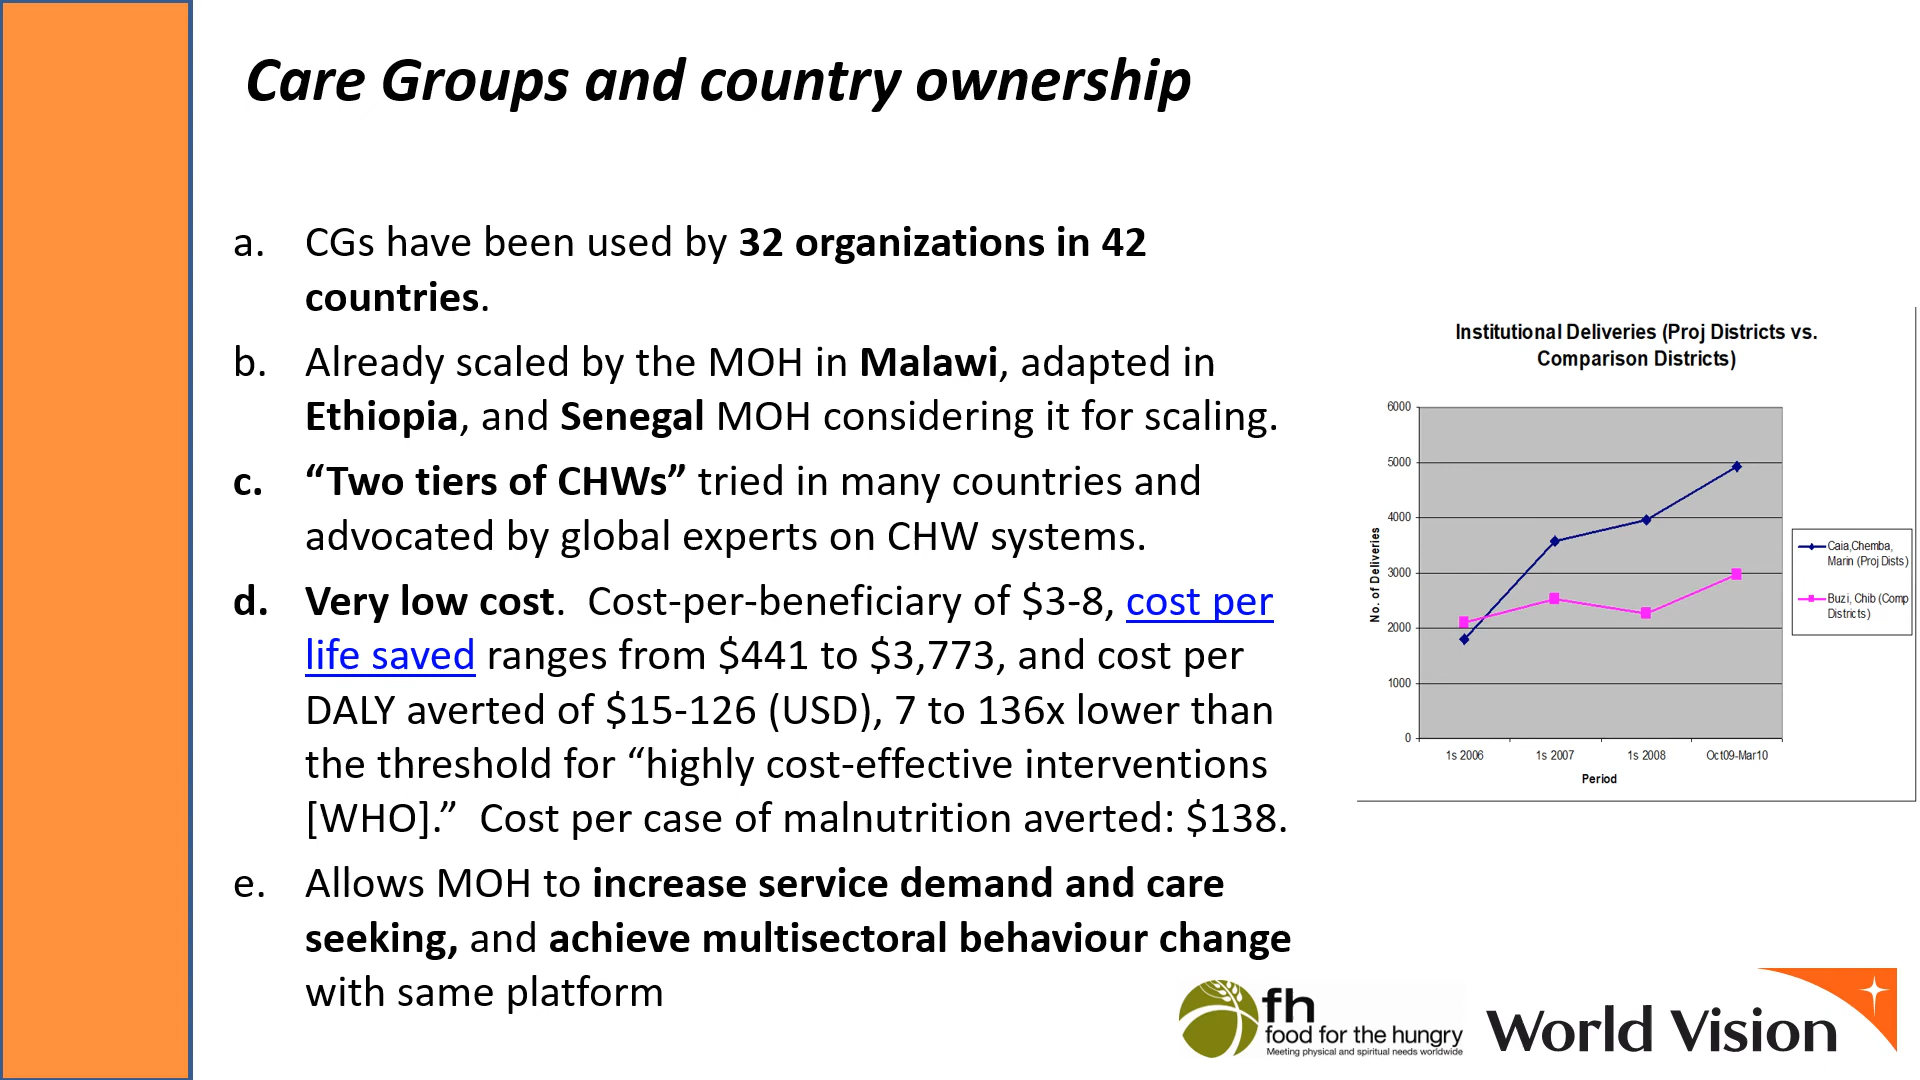 Care Groups and country ownership
a. CGs have been used by 32 organizations in 42
countries.
b. Already scaled by the MOH in Malawi, adapted in
Ethiopia, and Senegal MOH considering it for scaling.
c. “Two tiers of CHWs” tried in many countries and
advocated by global experts on CHW systems.
d. Very low cost.  Cost-per-beneficiary of $3-8, cost per
life saved ranges from $441 to $3,773, and cost per
DALY averted of $15-126 (USD), 7 to 136x lower than
the threshold for “highly cost-effective interventions
[WHO].”  Cost per case of malnutrition averted: $138.
e. Allows MOH to increase service demand and care
seeking, and achieve multisectoral behaviour change
with same platform
Institutional Deliveries (Proj Districts vs.
Comparison Districts)
No. of Deliveries
6000
5000
4000
3000
2000
1000
0
1s 2006 1s 2007 1s 2008 Oct09-Mar10
Period
Caia,Chemba,
Marin (Proj Dists)
Buzi, Chib (Comp
Districts)
fh
food for the hungry
Meeting physical and spiritual needs worldwide
World Vision